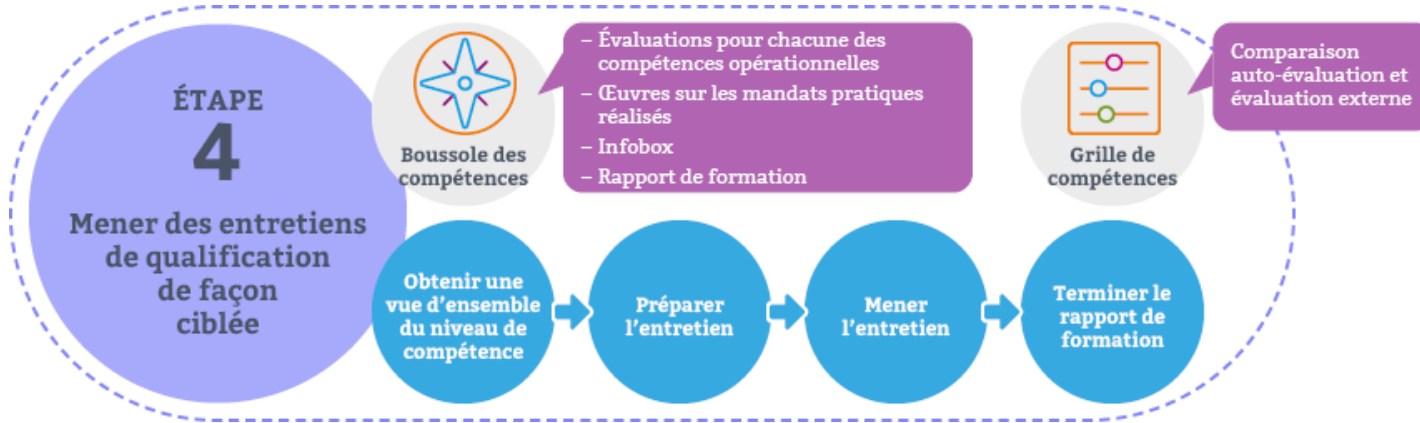 ÉTAPE
4
Mener des entretiens
de qualification
de façon
ciblée
Boussole des
compétences
– Évaluations pour chacune des
compétences opérationnelles
– Œuvres sur les mandats pratiques
réalisés
– Infobox
– Rapport de formation
Grille de
compétences
Comparaison
auto-évaluation et
évaluation externe
Obtenir une
vue d’ensemble
du niveau de
compétence
Préparer
l’entretien
Mener
l’entretien
Terminer le
rapport de
formation